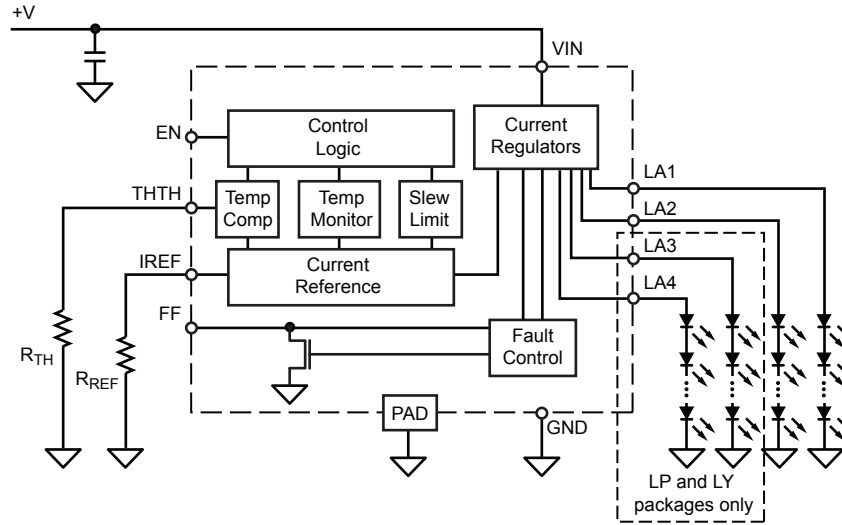 +V
VIN
EN
Control
Logic
Current
Regulators
THTH
Temp
Comp
Temp
Monitor
Slew
Limit
LA1
LA2
LA3
LA4
IREF
Current
Reference
FF
Fault
Control
RTH
RREF
PAD
GND
LP and LY
packages only